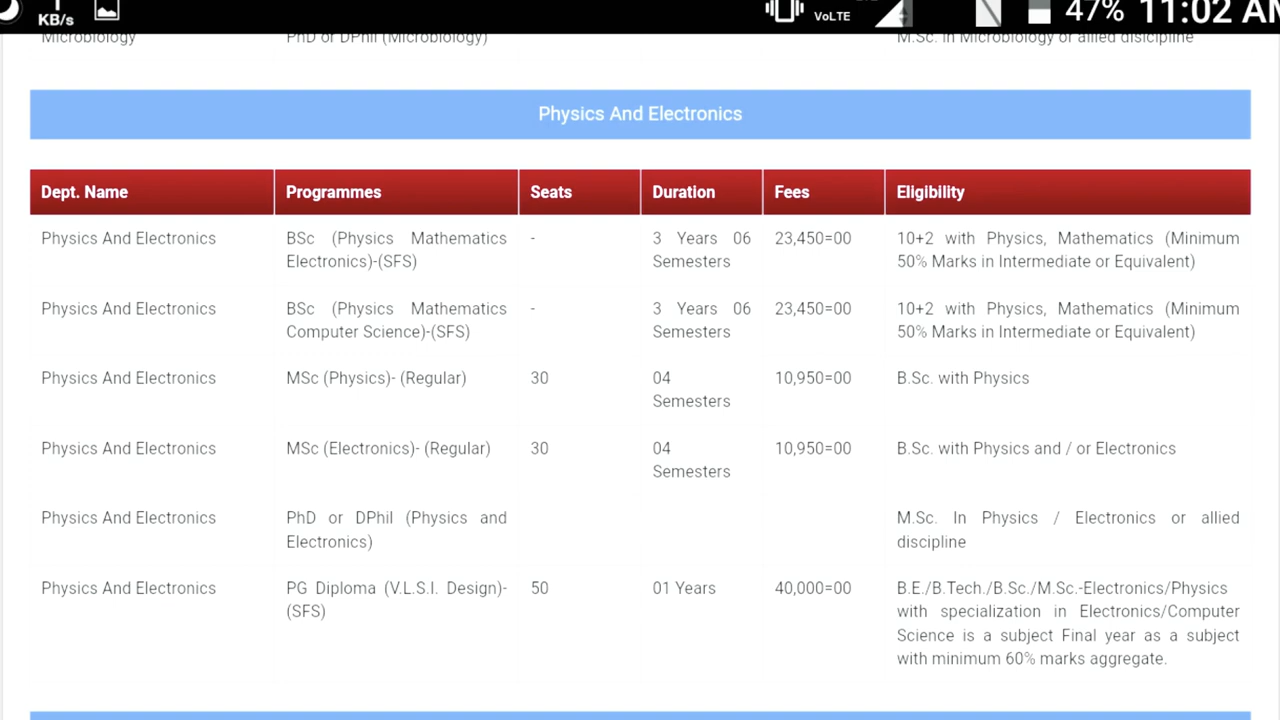 KB/s VoLTE 47% 11:02 AM
Microbiology PhD or DPhil (Microbiology) M.Sc. in Microbiology or allied disicipline
Physics And Electronics
Dept. Name Programmes Seats Duration Fees Eligibility
Physics And Electronics BSc (Physics Mathematics - 3 Years 06 23,450=00 10+2 with Physics, Mathematics (Minimum
Electronics)-(SFS) Semesters 50% Marks in Intermediate or Equivalent)
Physics And Electronics BSc (Physics Mathematics - 3 Years 06 23,450=00 10+2 with Physics, Mathematics (Minimum
Computer Science)-(SFS) Semesters 50% Marks in Intermediate or Equivalent)
Physics And Electronics MSc (Physics)- (Regular) 30 04 10,950=00 B.Sc. with Physics
Semesters
Physics And Electronics MSc (Electronics)- (Regular) 30 04 10,950=00 B.Sc. with Physics and / or Electronics
Semesters
Physics And Electronics PhD or DPhil (Physics and M.Sc. In Physics / Electronics or allied
Electronics) discipline
Physics And Electronics PG Diploma (V.L.S.I. Design)- 50 01 Years 40,000=00 B.E./B.Tech./B.Sc./M.Sc.-Electronics/Physics
(SFS) with specialization in Electronics/Computer
Science is a subject Final year as a subject
with minimum 60% marks aggregate.